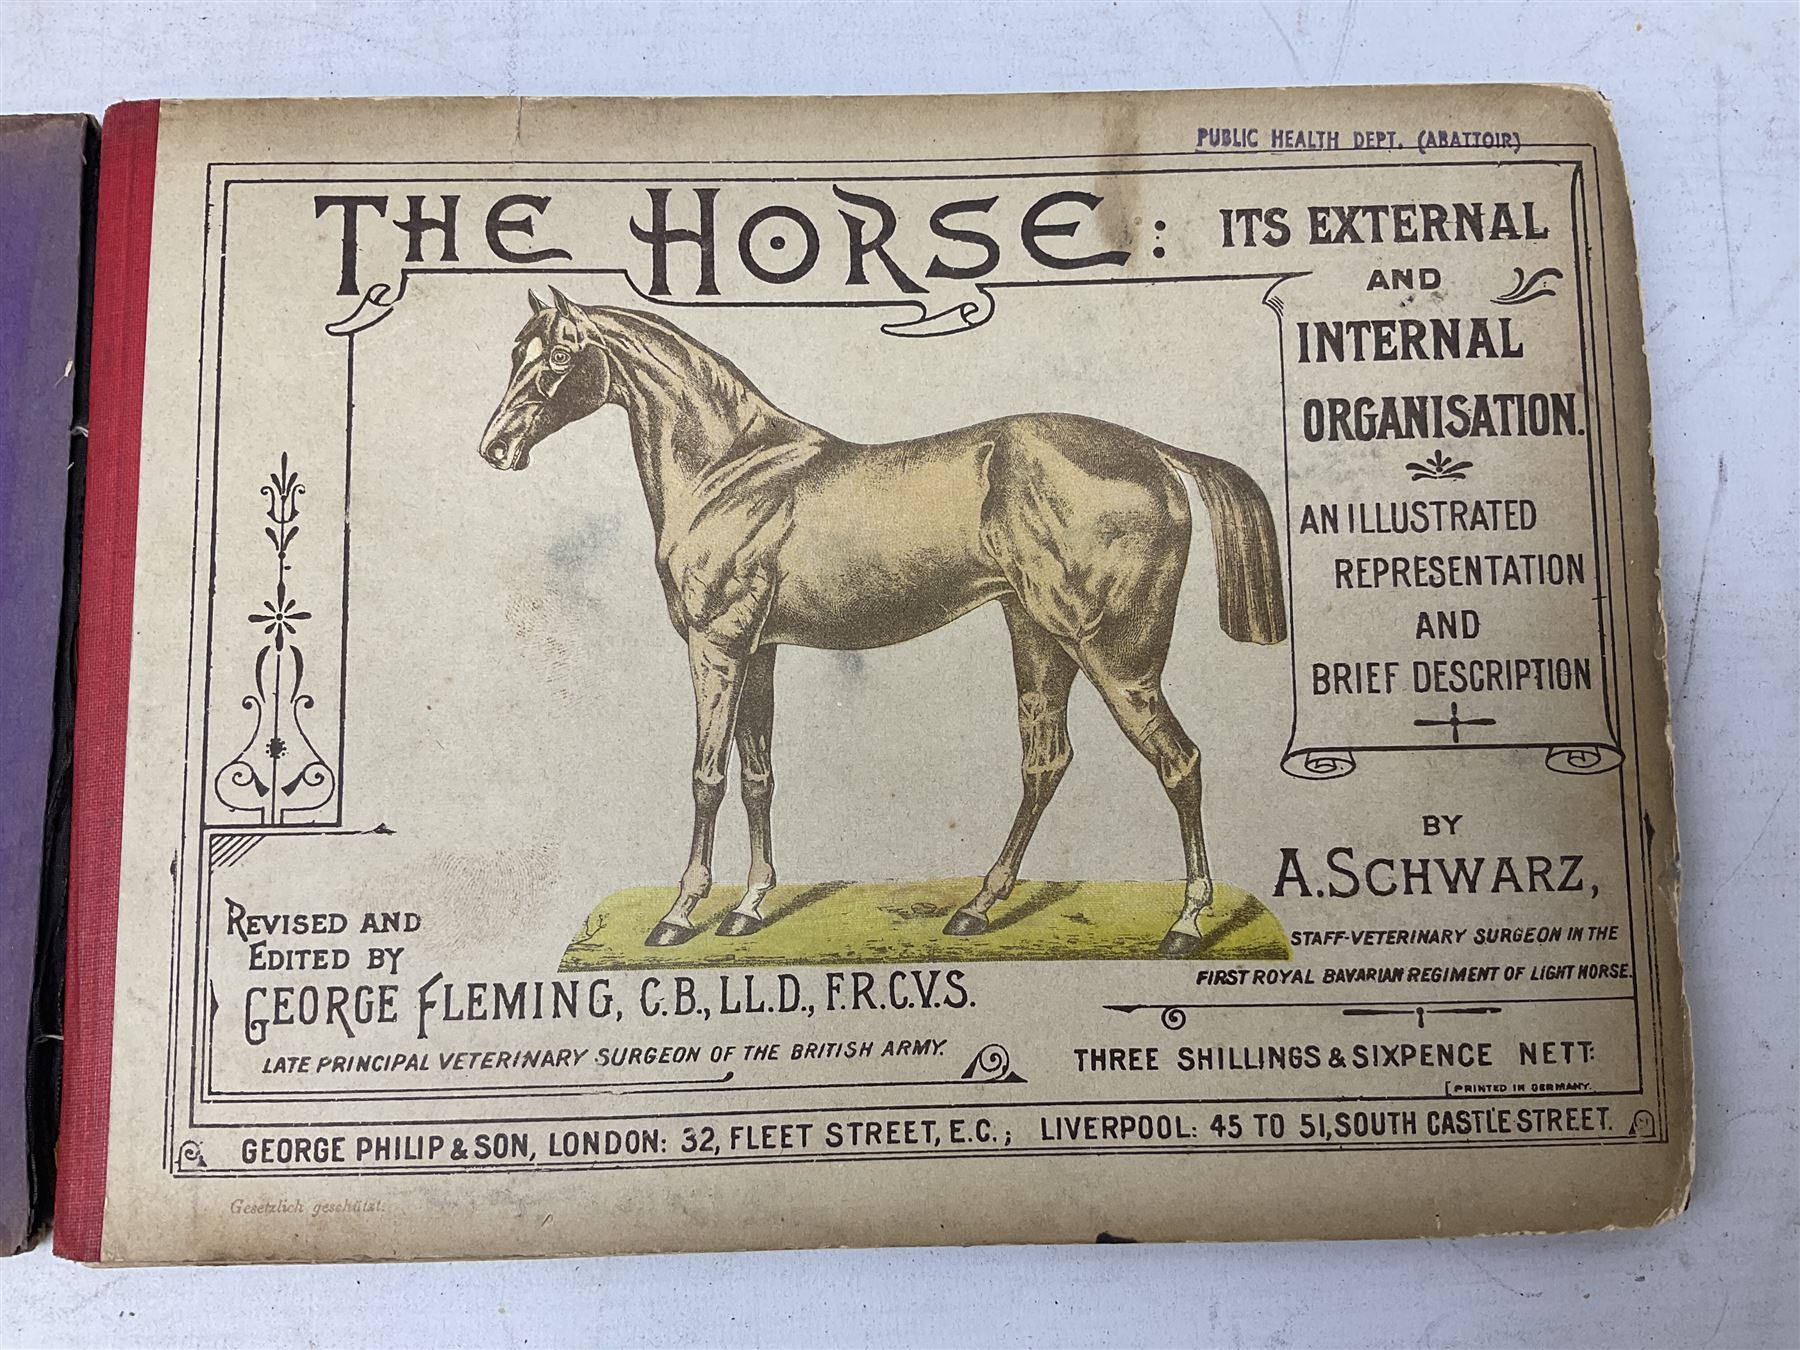 PUBLIC HEALTH DEPT. (ABATTOIR)
THE HORSE:
ITS EXTERNAL
AND
INTERNAL
ORGANISATION.
AN ILLUSTRATED
REPRESENTATION
AND
BRIEF DESCRIPTION
BY
A. SCHWARZ,
STAFF-VETERINARY SURGEON IN THE
FIRST ROYAL BAVARIAN REGIMENT OF LIGHT HORSE.
REVISED AND
EDITED BY
GEORGE FLEMING, C.B., LL.D., F.R.C.V.S.
LATE PRINCIPAL VETERINARY SURGEON OF THE BRITISH ARMY.
THREE SHILLINGS & SIXPENCE NETT:
[PRINTED IN GERMANY.
GEORGE PHILIP & SON, LONDON: 32, FLEET STREET, E.C.; LIVERPOOL: 45 TO 51, SOUTH CASTLE STREET.
Gesetzlich geschützt.